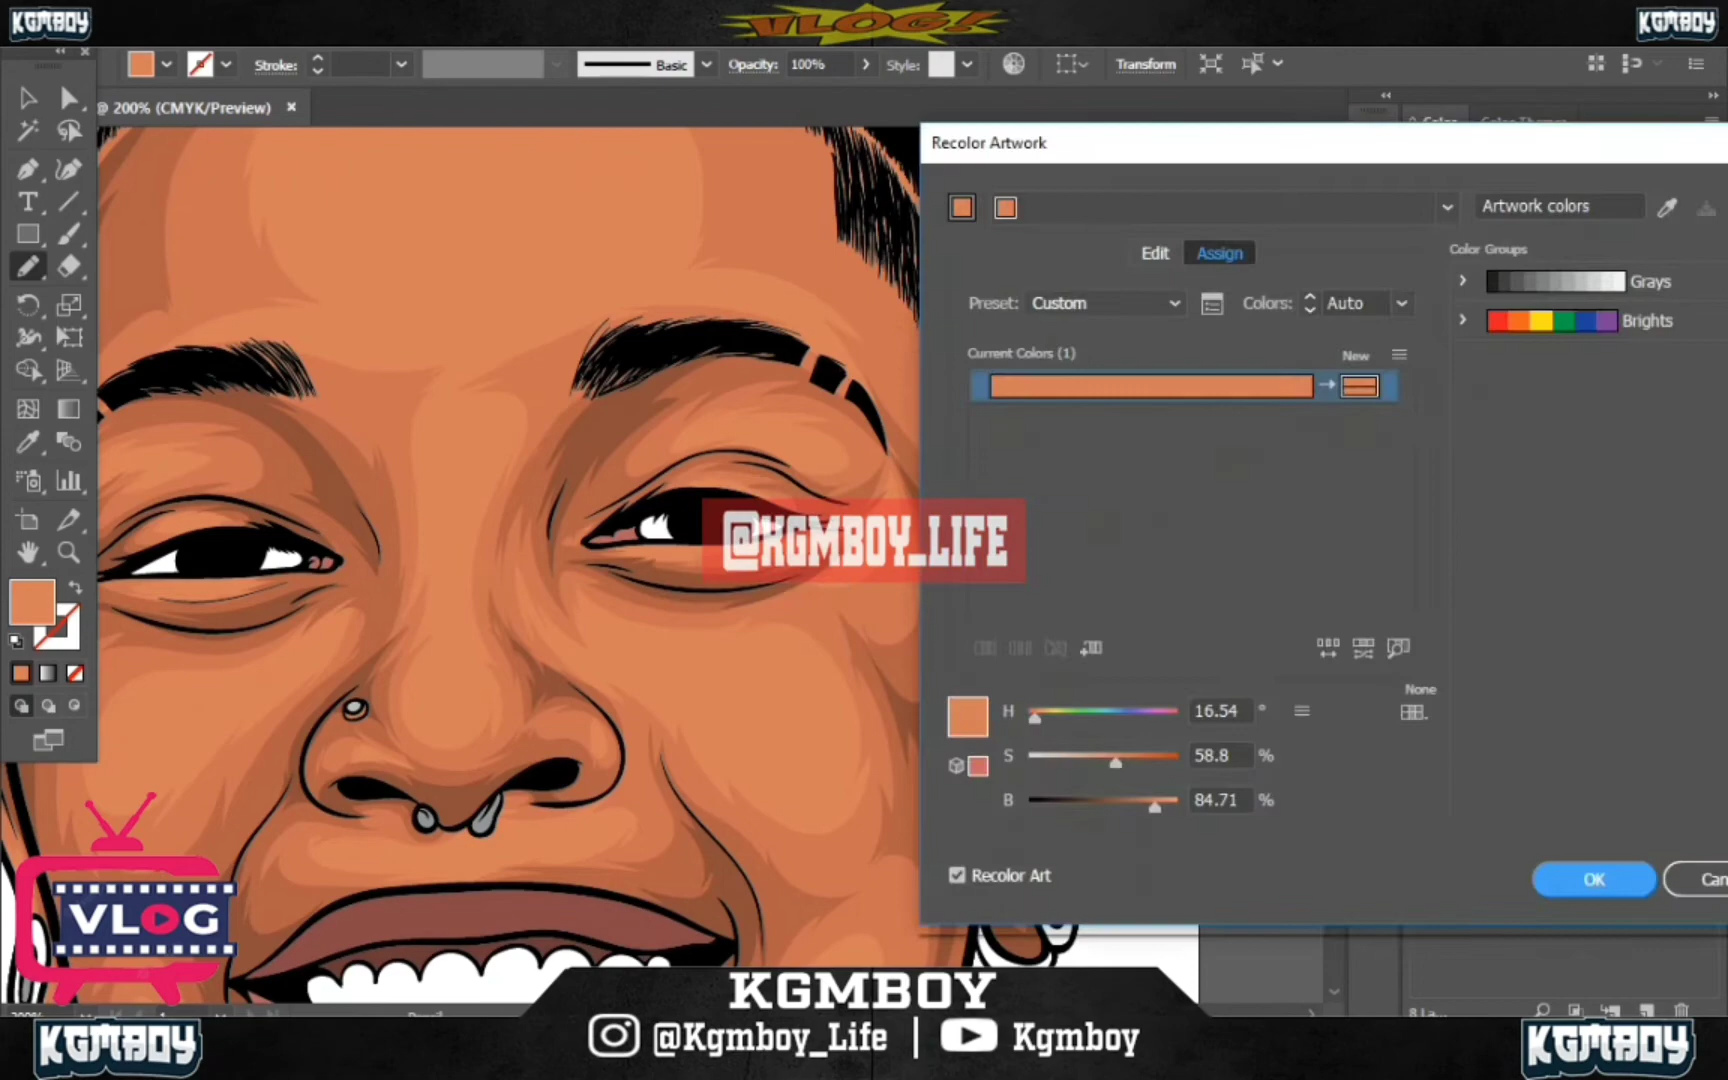 KGMBOY
VLOG!
KGMBOY
Stroke:
Basic
Opacity:
100%
Style:
Transform
@ 200% (CMYK/Preview)
×
Recolor Artwork
Artwork colors
Edit
Assign
Color Groups
Grays
Brights
Preset:
Custom
Colors:
Auto
Current Colors (1)
New
@KGMBOY_LIFE
None
H
16.54
°
S
58.8
%
B
84.71
%
Recolor Art
OK
Can
VLOG
KGMBOY
@Kgmboy_Life | Kgmboy
KGMBOY
KGMBOY